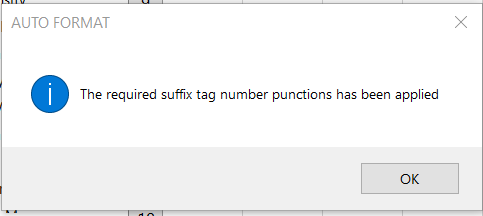 AUTO FORMAT
The required suffix tag number punctions has been applied
OK